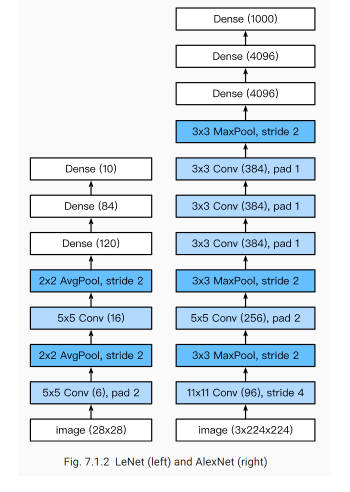 Dense (1000)
Dense (4096)
Dense (4096)
3x3 MaxPool, stride 2
3x3 Conv (384), pad 1
3x3 Conv (384), pad 1
3x3 Conv (384), pad 1
3x3 MaxPool, stride 2
5x5 Conv (256), pad 2
3x3 MaxPool, stride 2
11x11 Conv (96), stride 4
image (3x224x224)
Dense (10)
Dense (84)
Dense (120)
2x2 AvgPool, stride 2
5x5 Conv (16)
2x2 AvgPool, stride 2
5x5 Conv (6), pad 2
image (28x28)
Fig. 7.1.2 LeNet (left) and AlexNet (right)